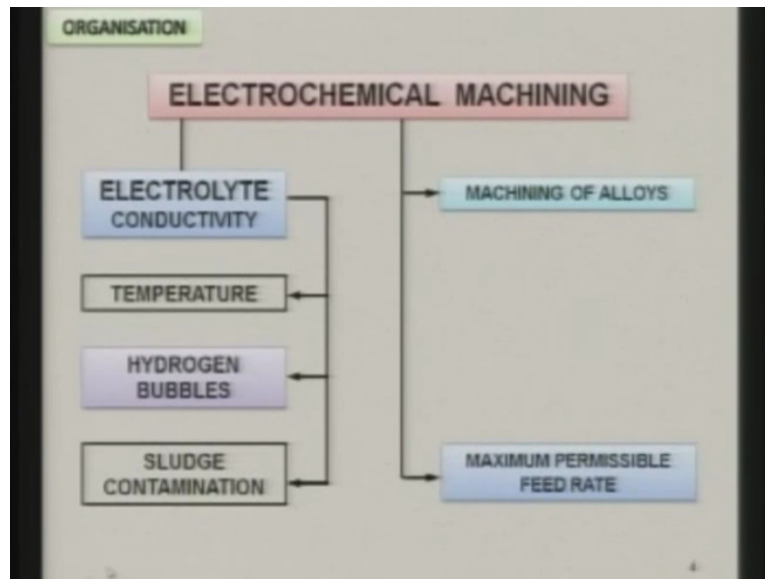 ORGANISATION
ELECTROCHEMICAL MACHINING
ELECTROLYTE
CONDUCTIVITY
MACHINING OF ALLOYS
TEMPERATURE
HYDROGEN
BUBBLES
SLUDGE
CONTAMINATION
MAXIMUM PERMISSIBLE
FEED RATE
4